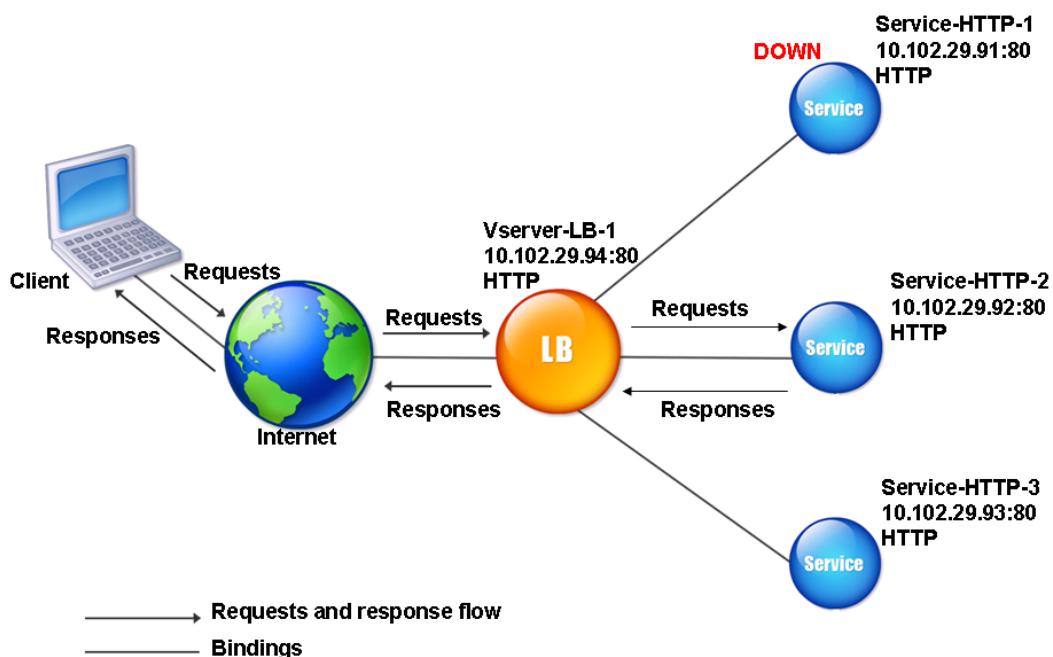 Service-HTTP-1
10.102.29.91:80
HTTP
DOWN
Service
Vserver-LB-1
10.102.29.94:80
HTTP
Client
Requests
Responses
Internet
Requests
Responses
LB
Requests
Responses
Service-HTTP-2
10.102.29.92:80
HTTP
Service
Service-HTTP-3
10.102.29.93:80
HTTP
Service
Requests and response flow
Bindings